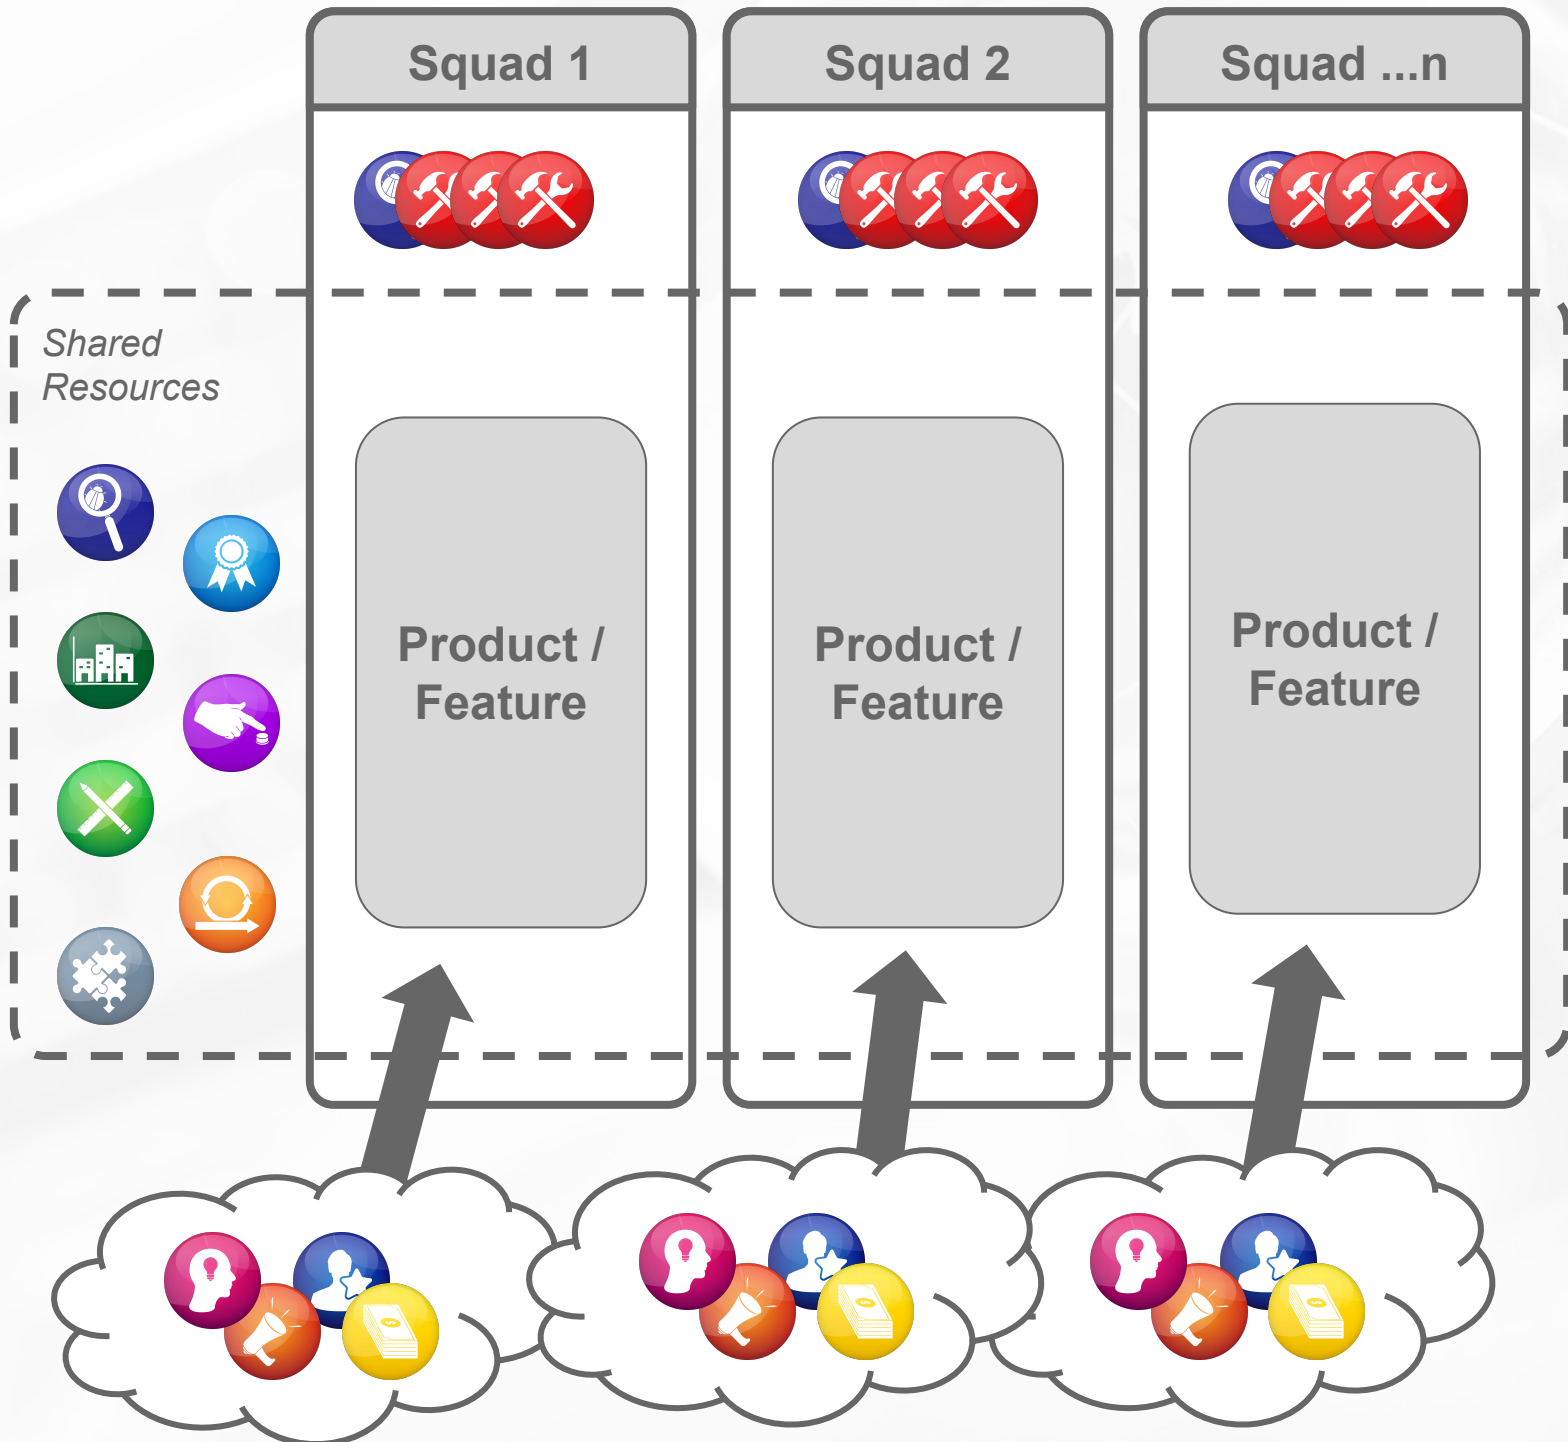 Squad 1
Squad 2
Squad ...n
Shared
Resources
Product /
Feature
Product /
Feature
Product /
Feature